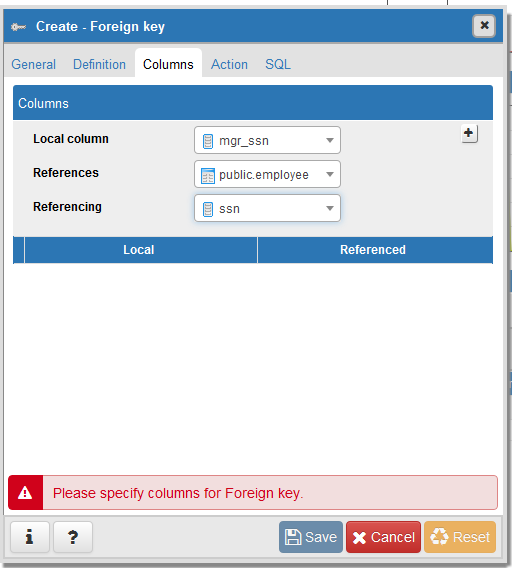 Create - Foreign key
General Definition Columns Action SQL
Columns
Local column mgr_ssn
References public.employee
Referencing ssn
Local Referenced
Please specify columns for Foreign key.
i ? Save Cancel Reset